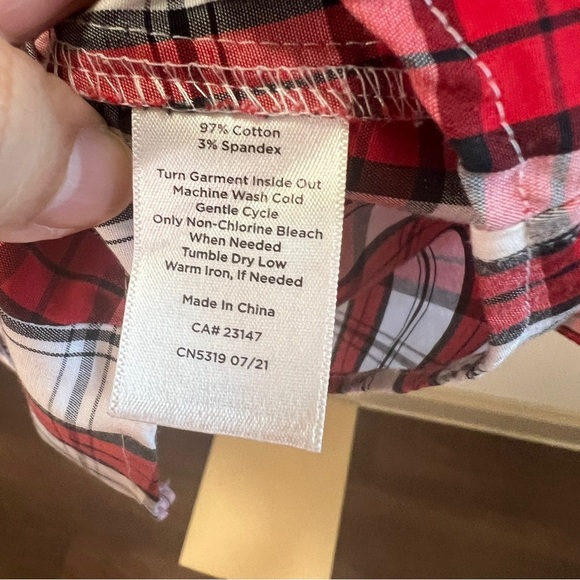 97% Cotton
3% Spandex
Turn Garment Inside Out
Machine Wash Cold
Gentle Cycle
Only Non-Chlorine Bleach
When Needed
Tumble Dry Low
Warm Iron, If Needed
Made In China
CA# 23147
CN5319 07/21